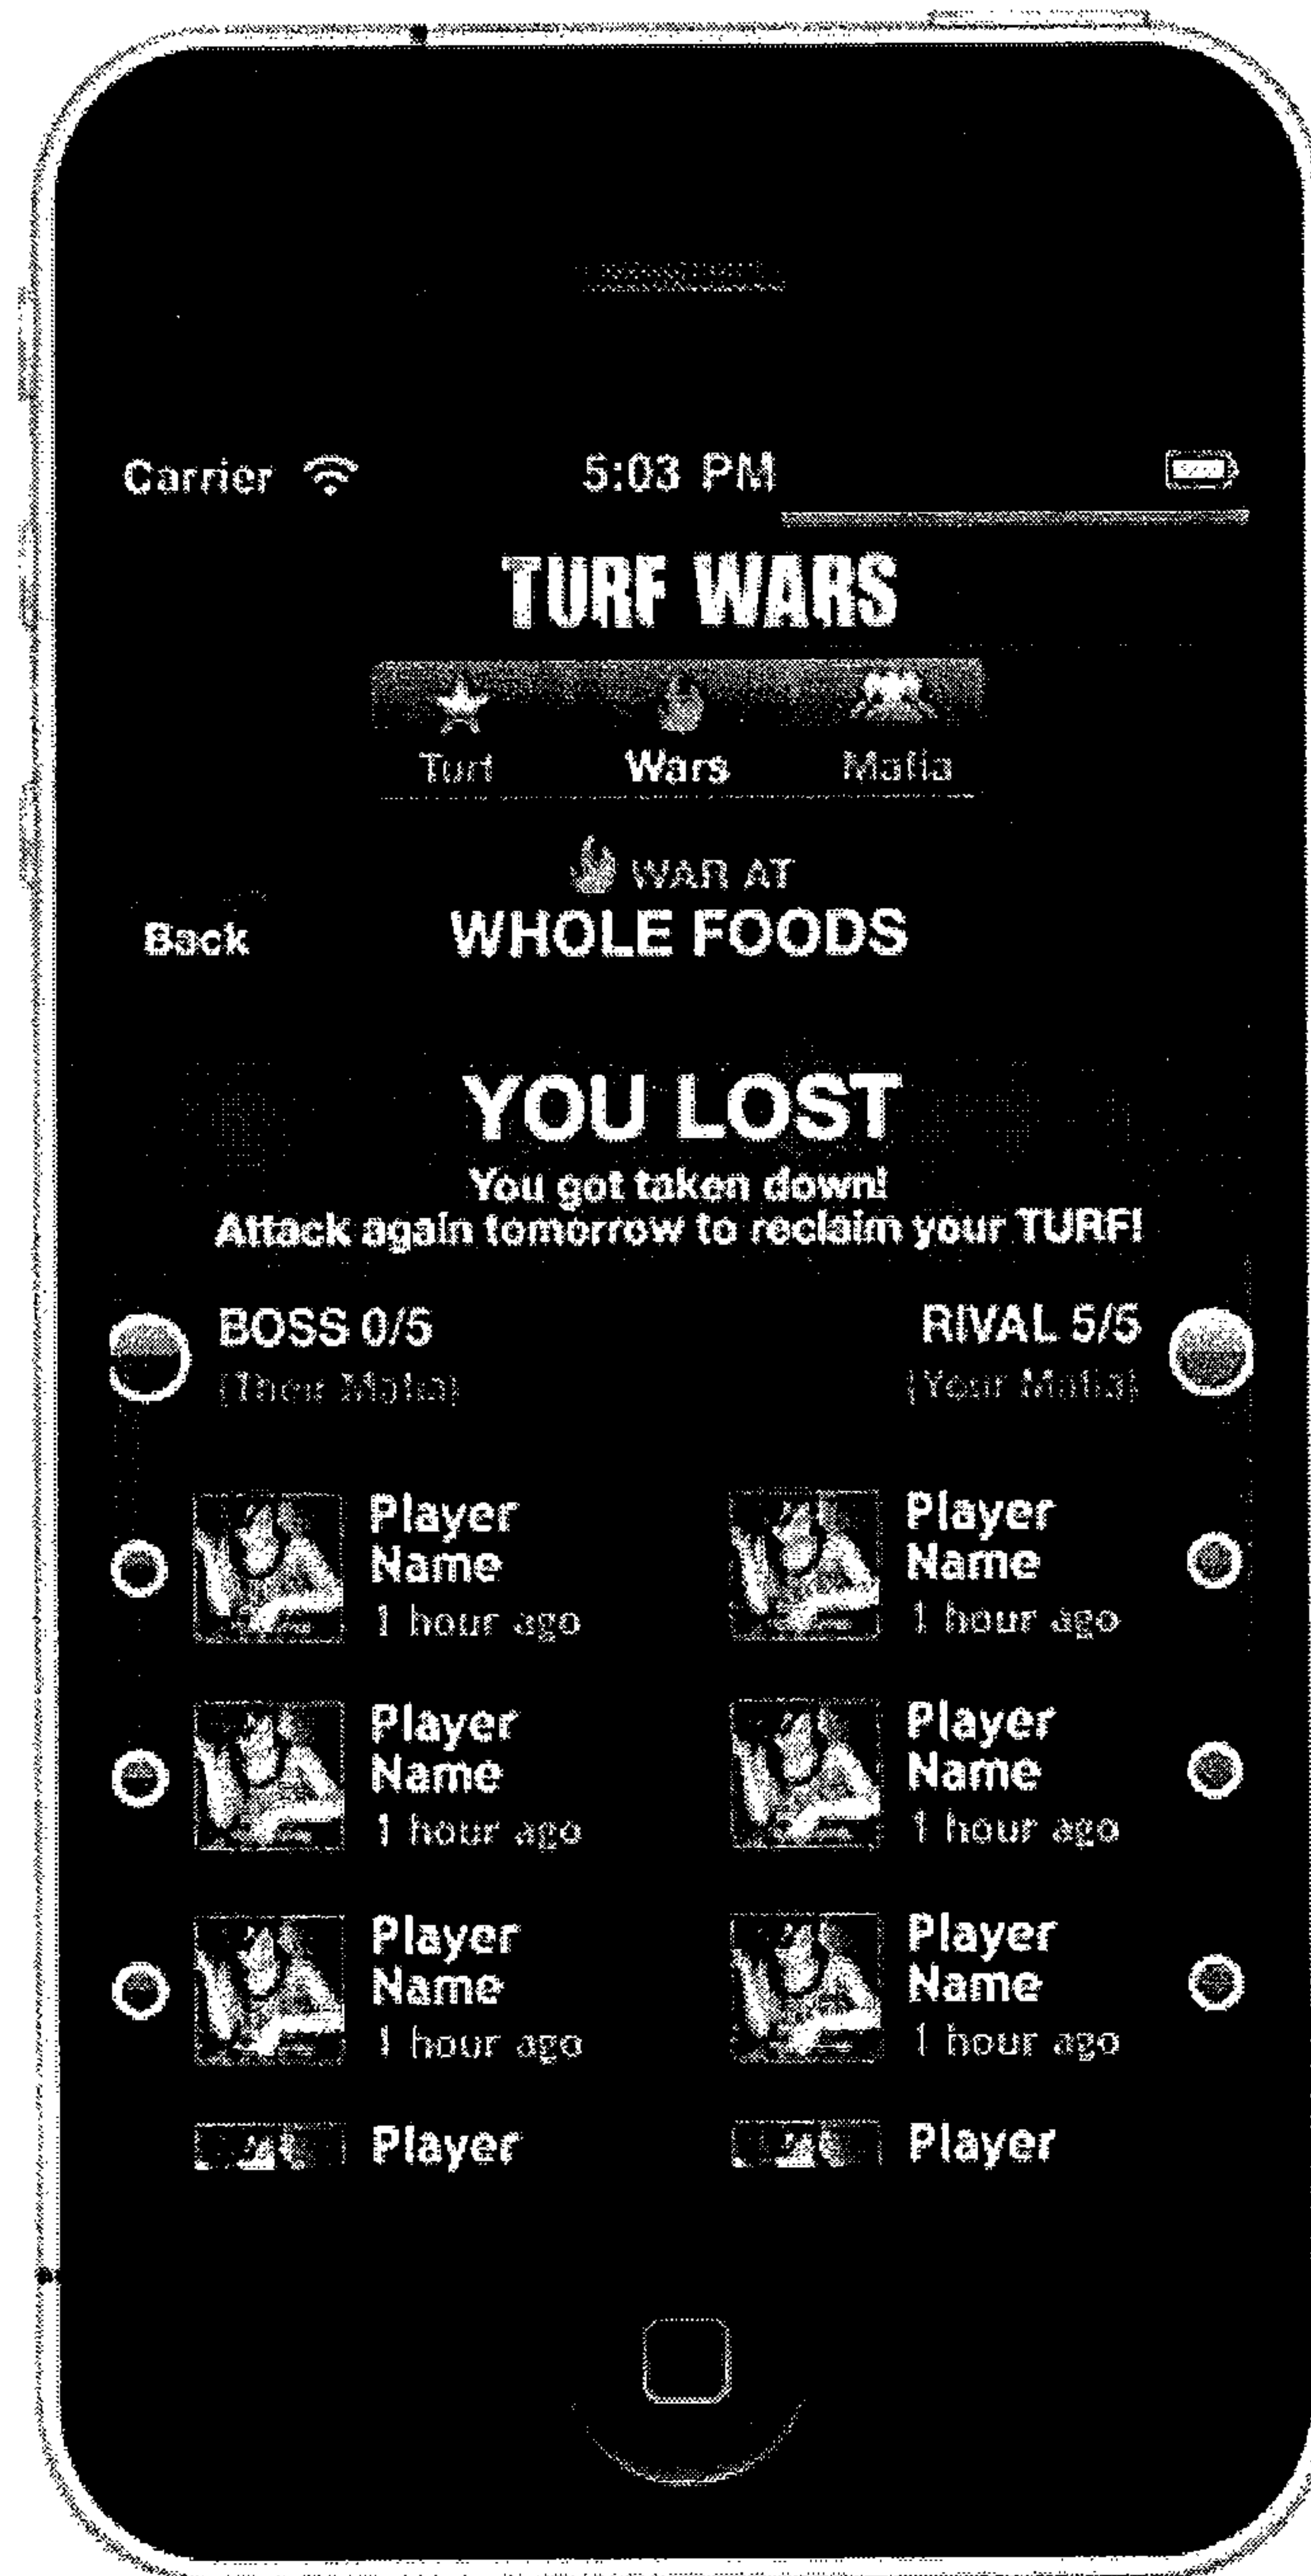 Carrier 5:03 PM
TURF WARS
Turf Wars Mafia
WAR AT
Back WHOLE FOODS
YOU LOST
You got taken down!
Attack again tomorrow to reclaim your TURF!
BOSS 0/5 RIVAL 5/5
(Their Mafia) (Your Mafia)
Player Player
Name Name
1 hour ago 1 hour ago
Player Player
Name Name
1 hour ago 1 hour ago
Player Player
Name Name
1 hour ago 1 hour ago
Player Player